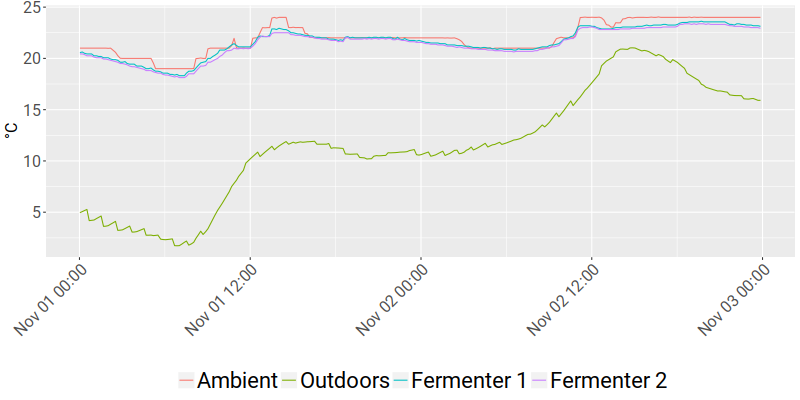 25
20
15
10
5
°C
Nov 01 00:00
Nov 01 12:00
Nov 02 00:00
Nov 02 12:00
Nov 03 00:00
Ambient Outdoors Fermenter 1 Fermenter 2